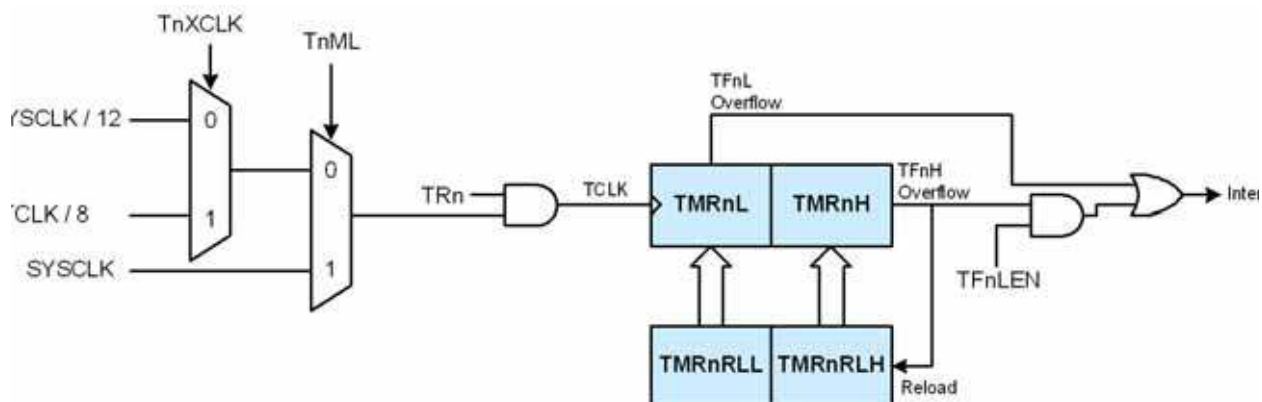 TnXCLK
TnML
YSCLK / 12
0
1
TCLK / 8
SYSCLK
0
1
TRn
TCLK
TFnL
Overflow
TMRnL
TMRnH
TFnH
Overflow
TFnLEN
Inter
TMRnRLL
TMRnRLH
Reload